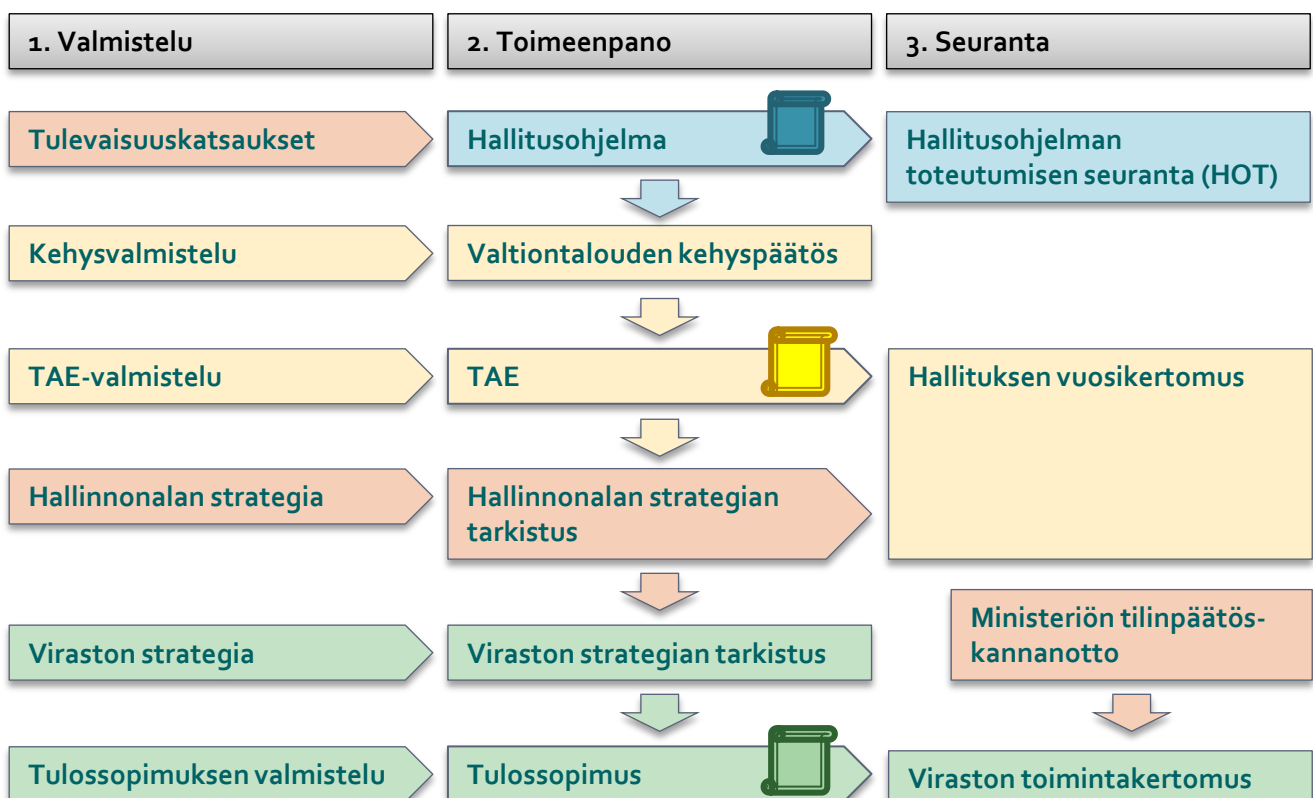 1. Valmistelu
2. Toimeenpano
3. Seuranta
Tulevaisuuskatsaukset
Hallitusohjelma
Hallitusohjelman
toteutumisen seuranta (HOT)
Kehysvalmistelu
Valtiontalouden kehyspäätös
TAE-valmistelu
TAE
Hallituksen vuosikertomus
Hallinnonalan strategia
Hallinnonalan strategian
tarkistus
Viraston strategia
Viraston strategian tarkistus
Ministeriön tilinpäätös-
kannanotto
Tulossopimuksen valmistelu
Tulossopimus
Viraston toimintakertomus